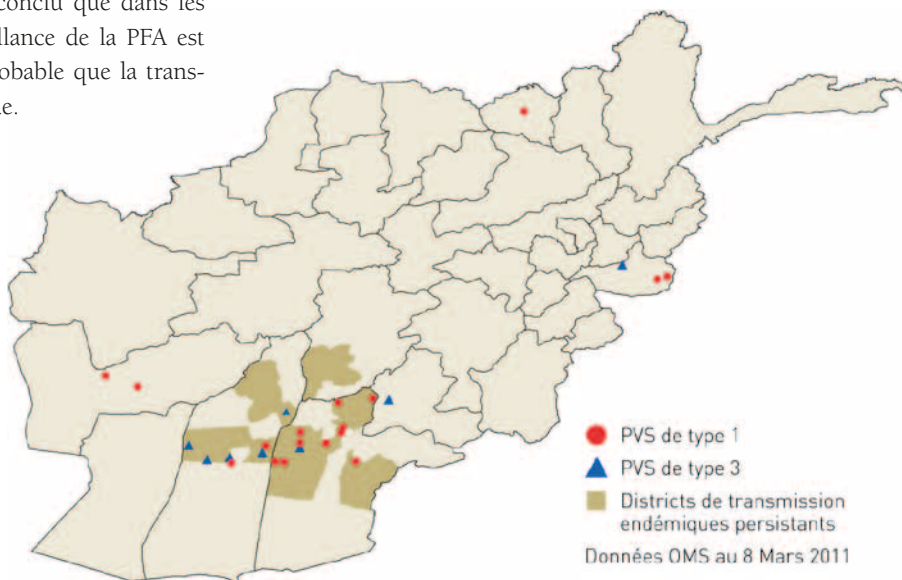 conclu que dans les
llance de la PFA est
obable que la trans-
e.
PVS de type 1
PVS de type 3
Districts de transmission
endémiques persistants
Données OMS au 8 Mars 2011